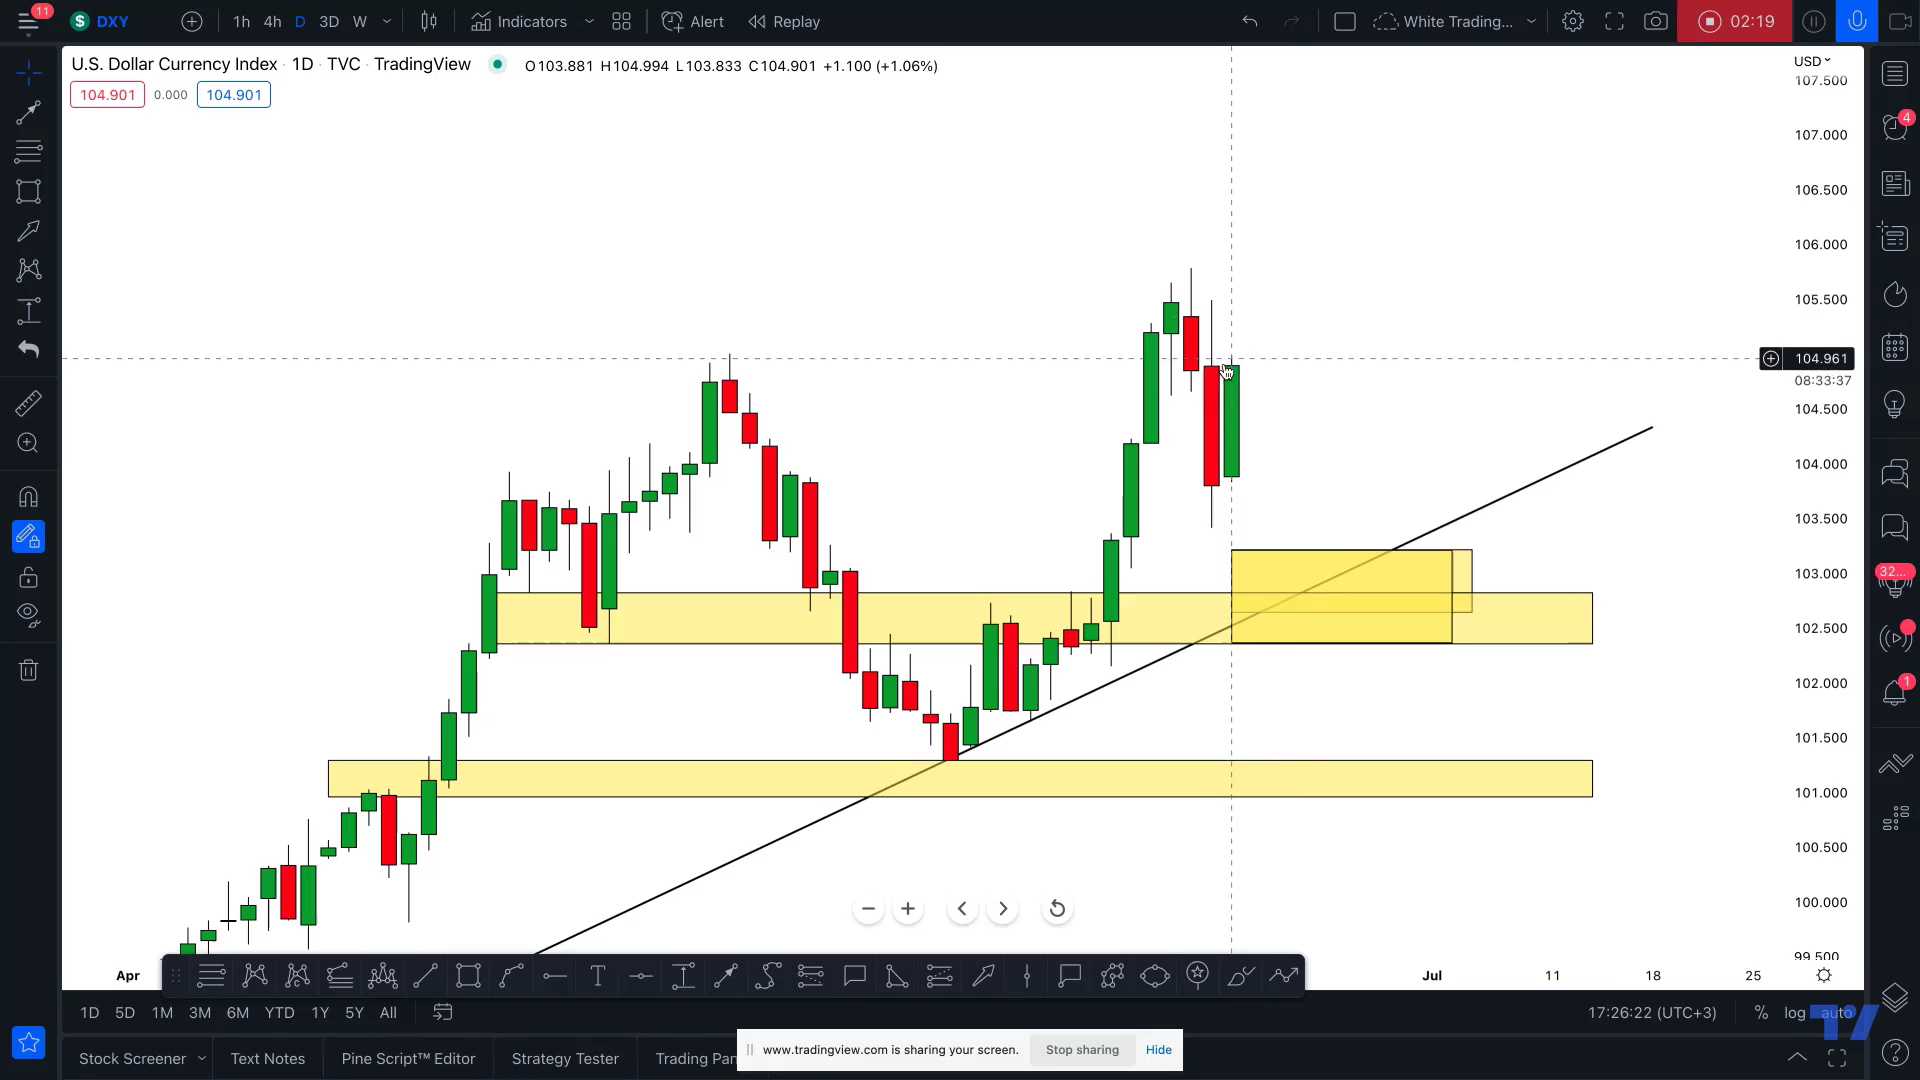 11
$ DXY
1h 4h D 3D W
Indicators
Alert
Replay
White Trading...
02:19
U.S. Dollar Currency Index · 1D · TVC · TradingView
O103.881 H104.994 L103.833 C104.901 +1.100 (+1.06%)
104.901 0.000 104.901
USD
107.500
107.000
106.500
106.000
105.500
104.961
08:33:37
104.500
104.000
103.500
103.000
102.500
102.000
101.500
101.000
100.500
100.000
99.500
4
32...
1
Apr Jul 11 18 25
1D 5D 1M 3M 6M YTD 1Y 5Y All
17:26:22 (UTC+3) % log auto
Stock Screener Text Notes Pine Script™ Editor Strategy Tester Trading Pan
www.tradingview.com is sharing your screen. Stop sharing Hide